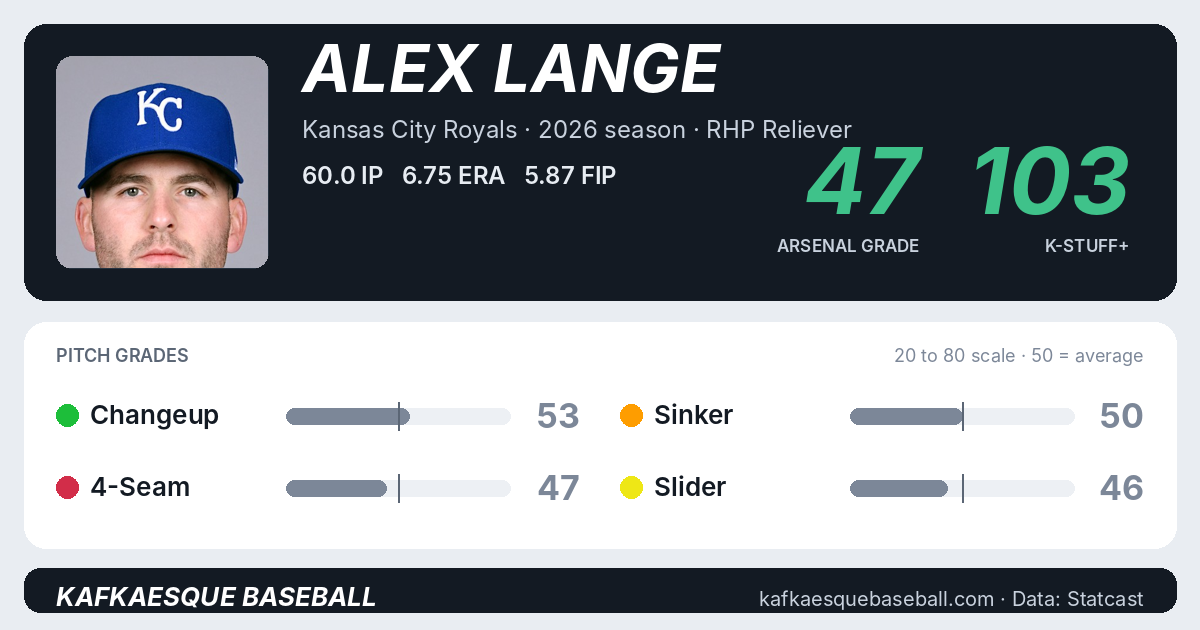 KC
ALEX LANGE
Kansas City Royals · 2026 season · RHP Reliever
60.0 IP 6.75 ERA 5.87 FIP
47 103
ARSENAL GRADE K-STUFF+
PITCH GRADES 20 to 80 scale · 50 = average
Changeup 53 Sinker 50
4-Seam 47 Slider 46
KAFKAESQUE BASEBALL kafkaesquebaseball.com · Data: Statcast